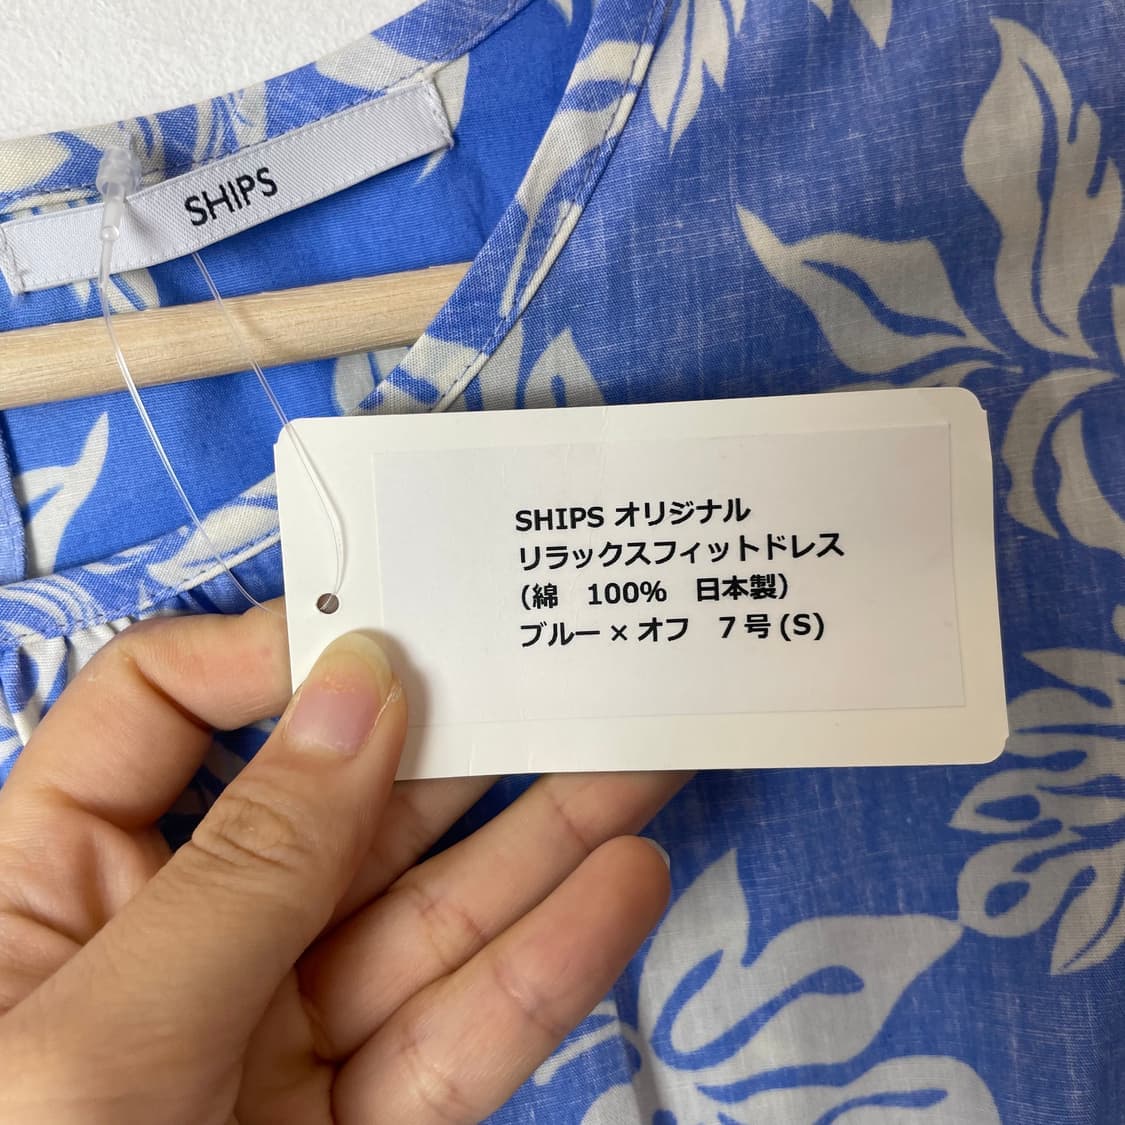 SHIPS
SHIPS オリジナル
リラックスフィットドレス
（綿　100%　日本製）
ブルー × オフ　7 号 (S)